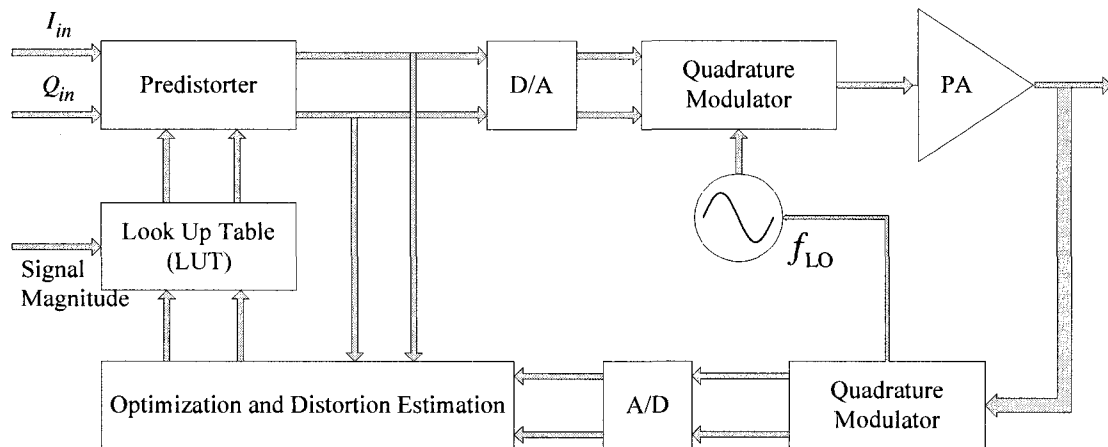 I_in
Q_in
Predistorter
D/A
Quadrature
Modulator
PA
Look Up Table
(LUT)
Signal
Magnitude
f_LO
Optimization and Distortion Estimation
A/D
Quadrature
Modulator